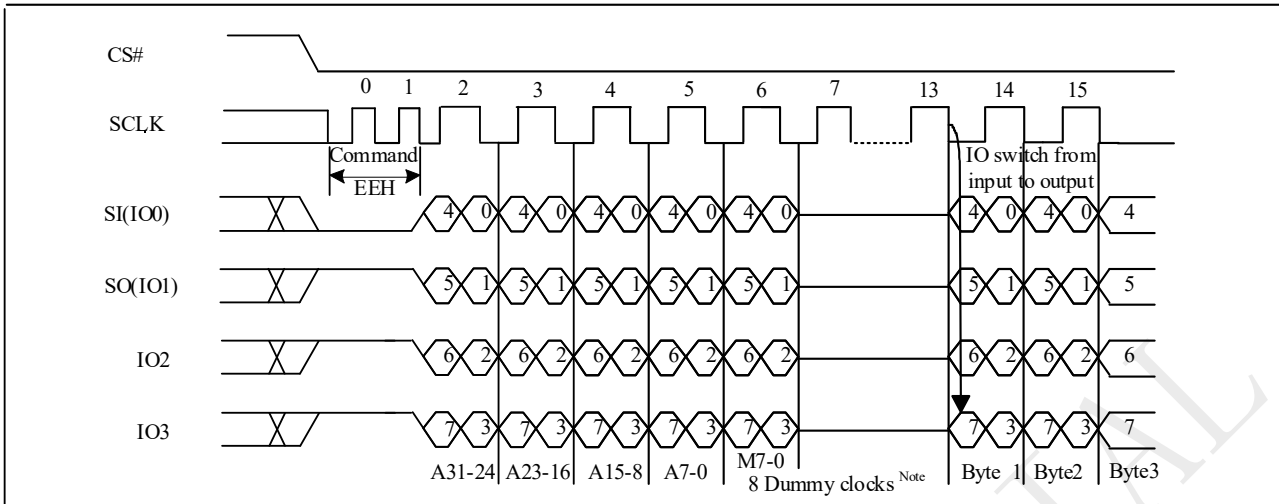 CS#
0 1 2 3 4 5 6 7 13 14 15
SCLK
Command
EEH
IO switch from
input to output
SI(IO0) 4 0 4 0 4 0 4 0 4 0 4 0 4 0 4
SO(IO1) 5 1 5 1 5 1 5 1 5 1 5 1 5 1 5
IO2 6 2 6 2 6 2 6 2 6 2 6 2 6 2 6
IO3 7 3 7 3 7 3 7 3 7 3 7 3 7 3 7
A31-24 A23-16 A15-8 A7-0 M7-0 Byte 1 Byte2 Byte3
8 Dummy clocks Note